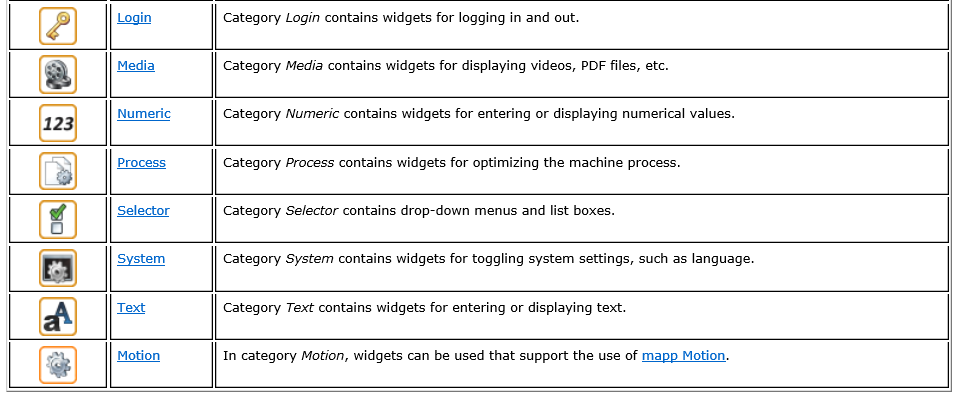 Login Category Login contains widgets for logging in and out.
Media Category Media contains widgets for displaying videos, PDF files, etc.
123 Numeric Category Numeric contains widgets for entering or displaying numerical values.
Process Category Process contains widgets for optimizing the machine process.
Selector Category Selector contains drop-down menus and list boxes.
System Category System contains widgets for toggling system settings, such as language.
aA Text Category Text contains widgets for entering or displaying text.
Motion In category Motion, widgets can be used that support the use of mapp Motion.